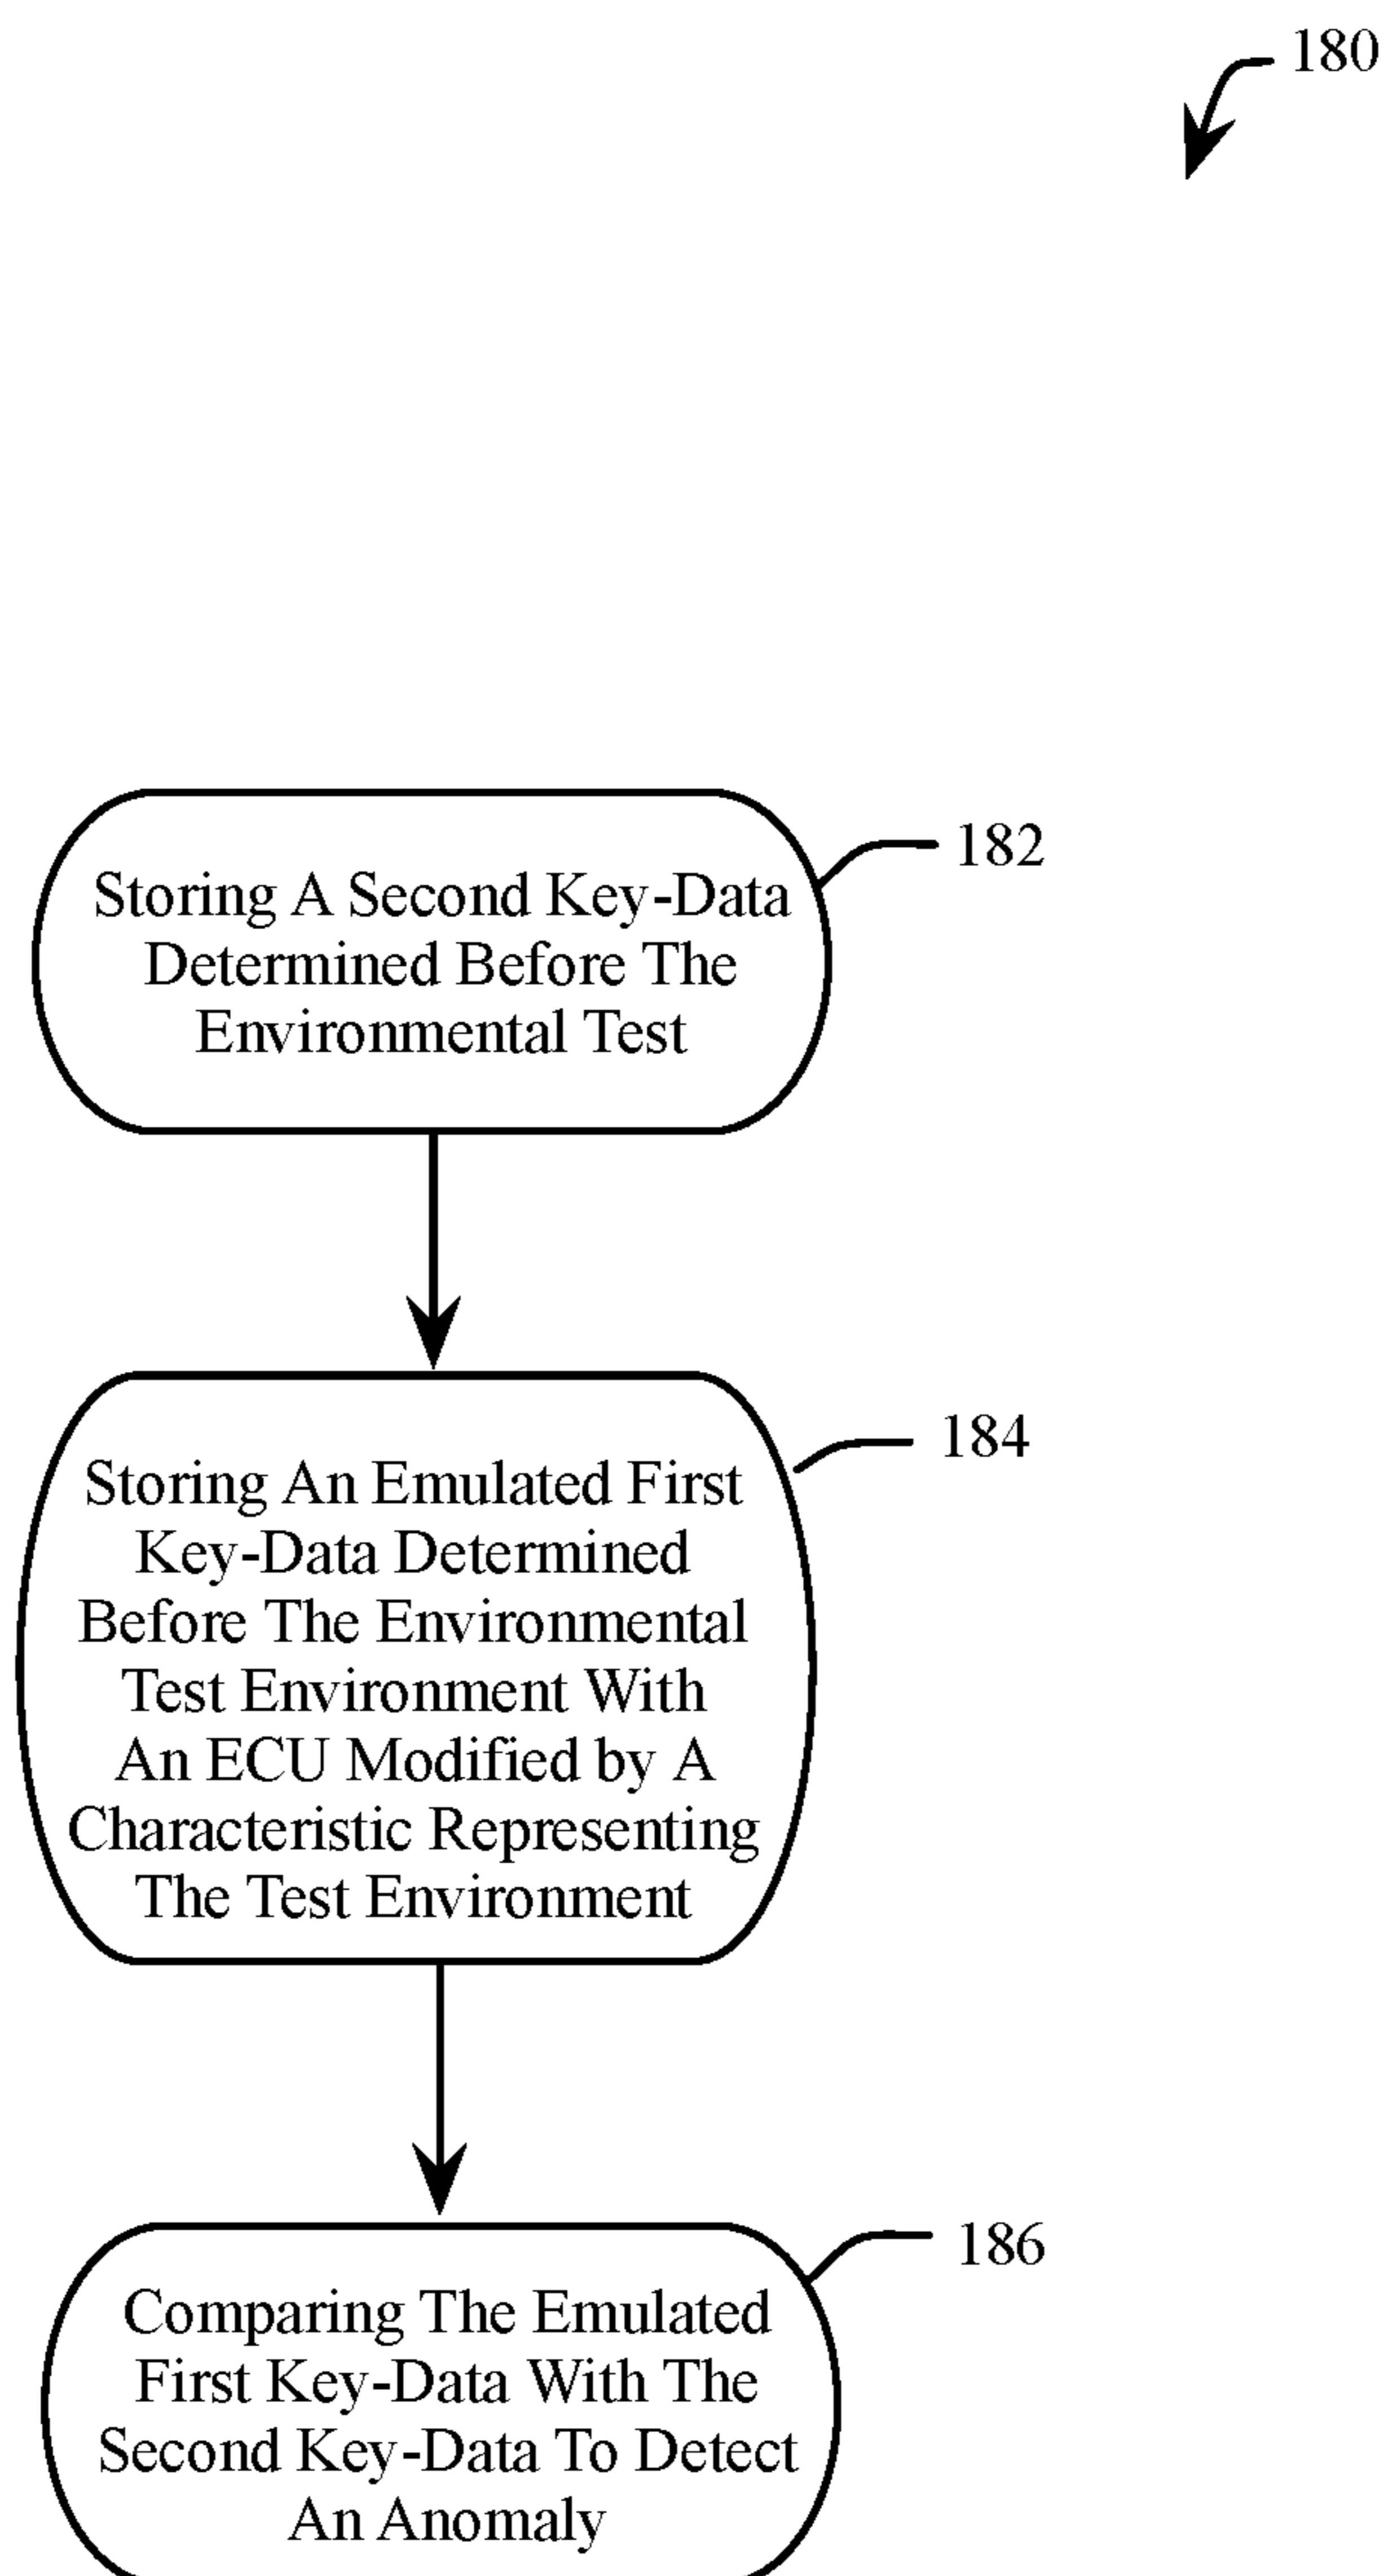 180
182
Storing A Second Key-Data
Determined Before The
Environmental Test
184
Storing An Emulated First
Key-Data Determined
Before The Environmental
Test Environment With
An ECU Modified by A
Characteristic Representing
The Test Environment
186
Comparing The Emulated
First Key-Data With The
Second Key-Data To Detect
An Anomaly